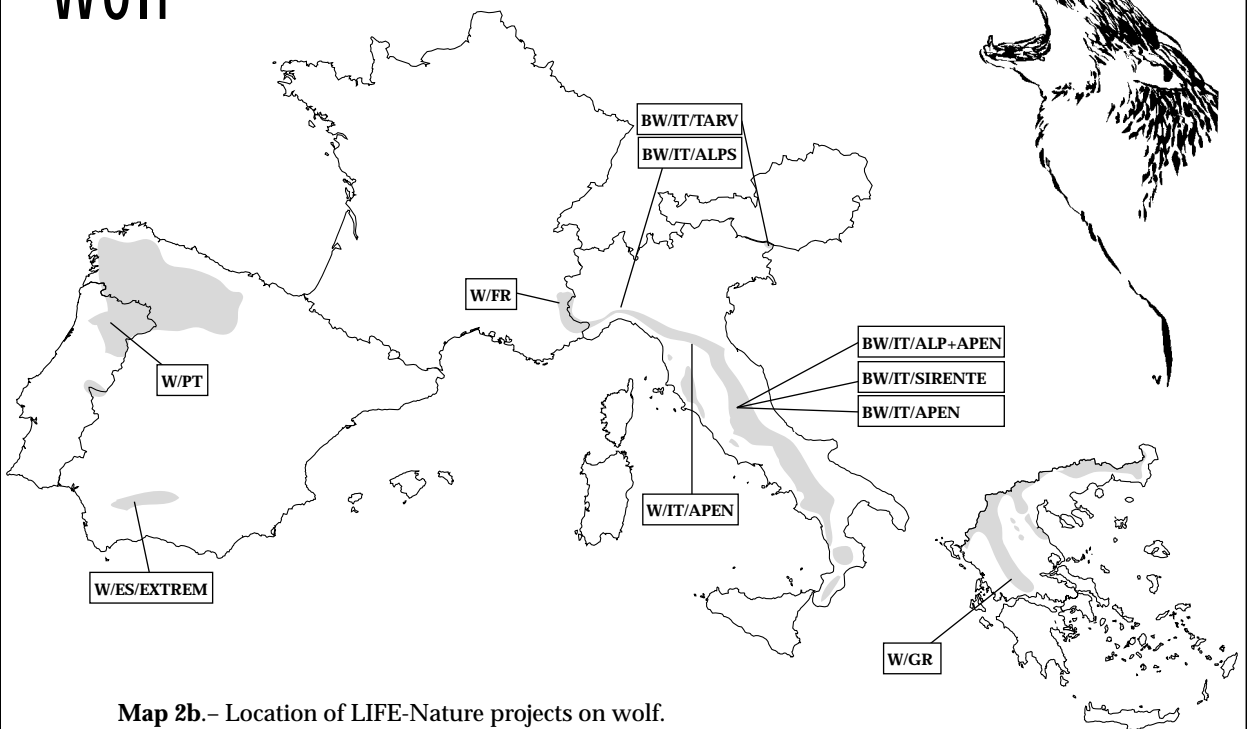 Wolf
BW/IT/TARV
BW/IT/ALPS
W/FR
BW/IT/ALP+APEN
BW/IT/SIRENTE
BW/IT/APEN
W/PT
W/IT/APEN
W/ES/EXTREM
W/GR
Map 2b.– Location of LIFE-Nature projects on wolf.